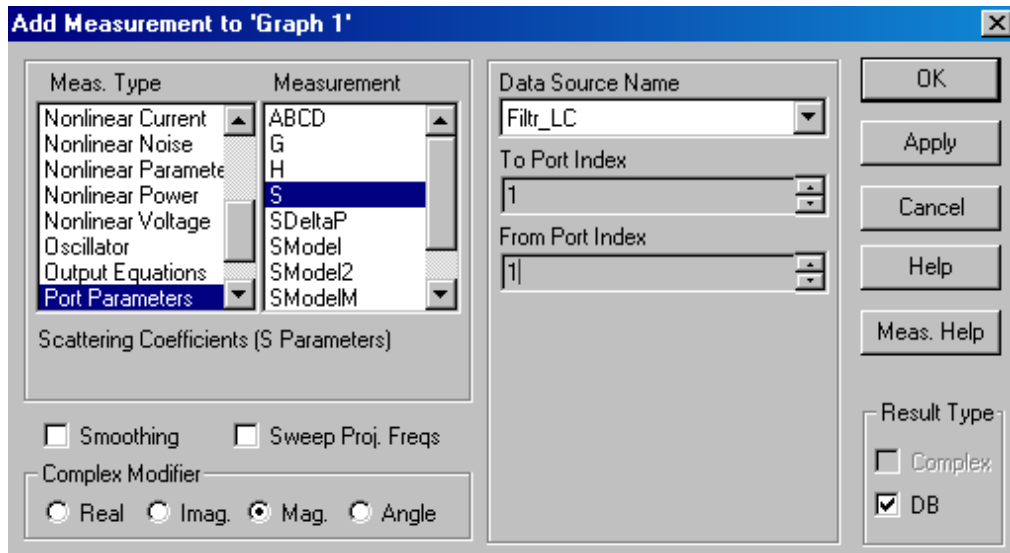 Add Measurement to 'Graph 1'
Meas. Type
Measurement
Nonlinear Current
Nonlinear Noise
Nonlinear Paramete
Nonlinear Power
Nonlinear Voltage
Oscillator
Output Equations
Port Parameters
ABCD
G
H
S
SDeltaP
SModel
SModel2
SModelM
Scattering Coefficients (S Parameters)
Smoothing
Sweep Proj. Freqs
Complex Modifier
Real
Imag.
Mag.
Angle
Data Source Name
Filtr_LC
To Port Index
1
From Port Index
1
OK
Apply
Cancel
Help
Meas. Help
Result Type
Complex
DB